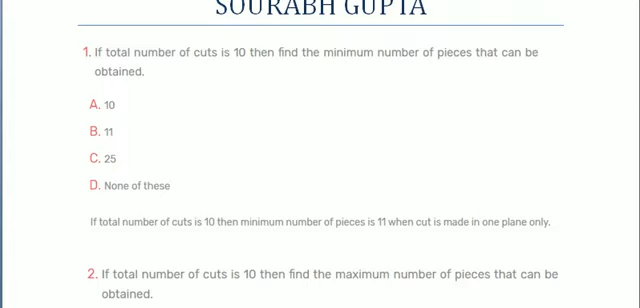 SOURABH GUPTA
1. If total number of cuts is 10 then find the minimum number of pieces that can be
obtained.
A. 10
B. 11
C. 25
D. None of these
If total number of cuts is 10 then minimum number of pieces is 11 when cut is made in one plane only.
2. If total number of cuts is 10 then find the maximum number of pieces that can be
obtained.